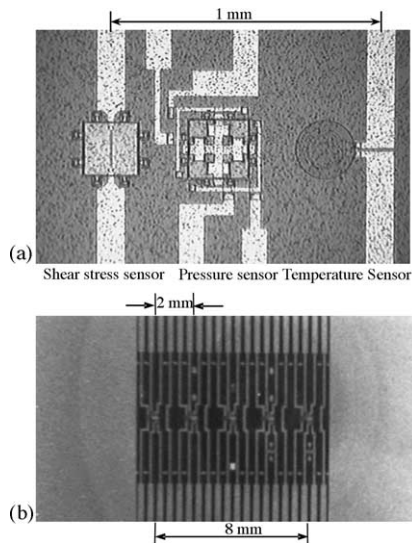 1 mm
(a)
Shear stress sensor Pressure sensor Temperature Sensor
2 mm
(b)
8 mm